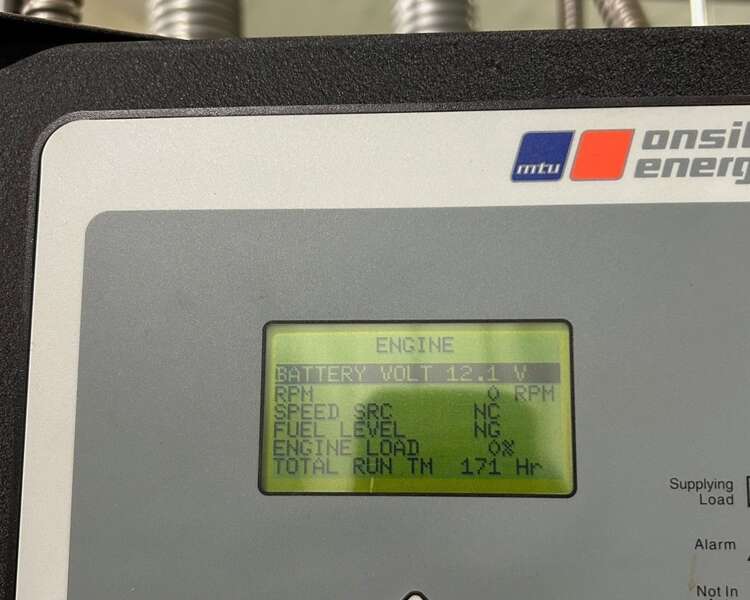 mtu
onsi
energ
ENGINE
BATTERY VOLT 12.1 V
RPM 0 RPM
SPEED SRC NC
FUEL LEVEL NG
ENGINE LOAD 0%
TOTAL RUN TM 171 Hr
Supplying
Load
Alarm
Not In